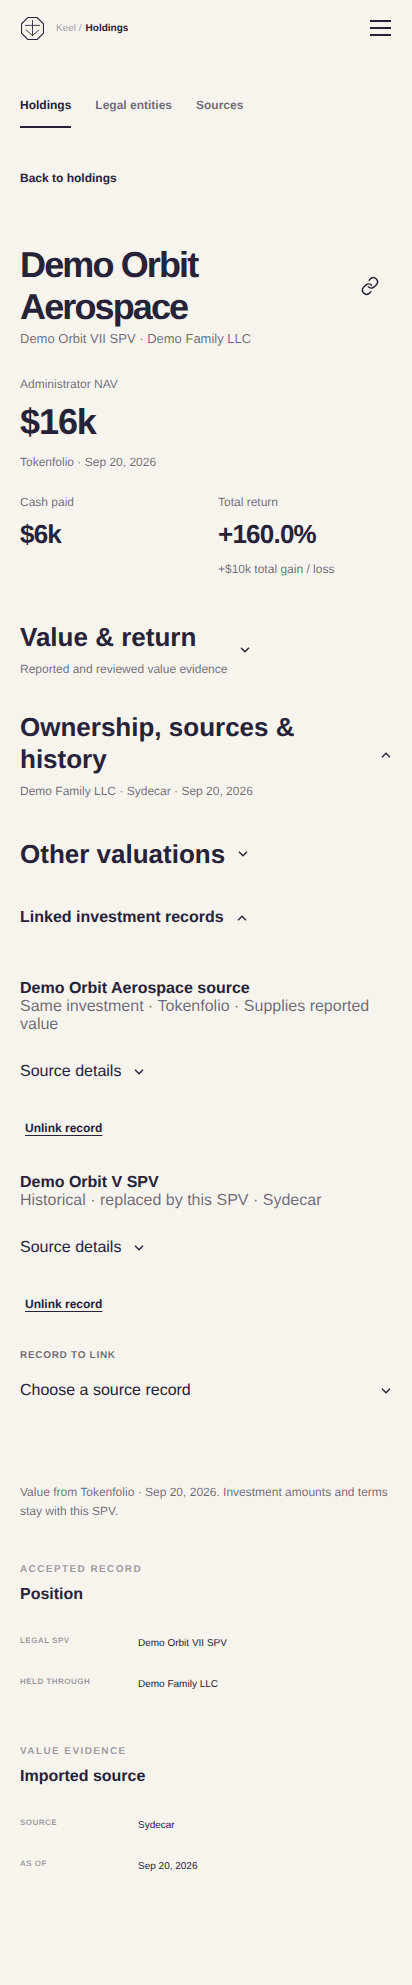 Keel / Holdings
Holdings Legal entities Sources
Back to holdings
Demo Orbit
Aerospace
Demo Orbit VII SPV · Demo Family LLC
Administrator NAV
$16k
Tokenfolio · Sep 20, 2026
Cash paid Total return
$6k +160.0%
+$10k total gain / loss
Value & return
Reported and reviewed value evidence
Ownership, sources &
history
Demo Family LLC · Sydecar · Sep 20, 2026
Other valuations
Linked investment records
Demo Orbit Aerospace source
Same investment · Tokenfolio · Supplies reported
value
Source details
Unlink record
Demo Orbit V SPV
Historical · replaced by this SPV · Sydecar
Source details
Unlink record
RECORD TO LINK
Choose a source record
Value from Tokenfolio · Sep 20, 2026. Investment amounts and terms
stay with this SPV.
ACCEPTED RECORD
Position
LEGAL SPV Demo Orbit VII SPV
HELD THROUGH Demo Family LLC
VALUE EVIDENCE
Imported source
SOURCE Sydecar
AS OF Sep 20, 2026